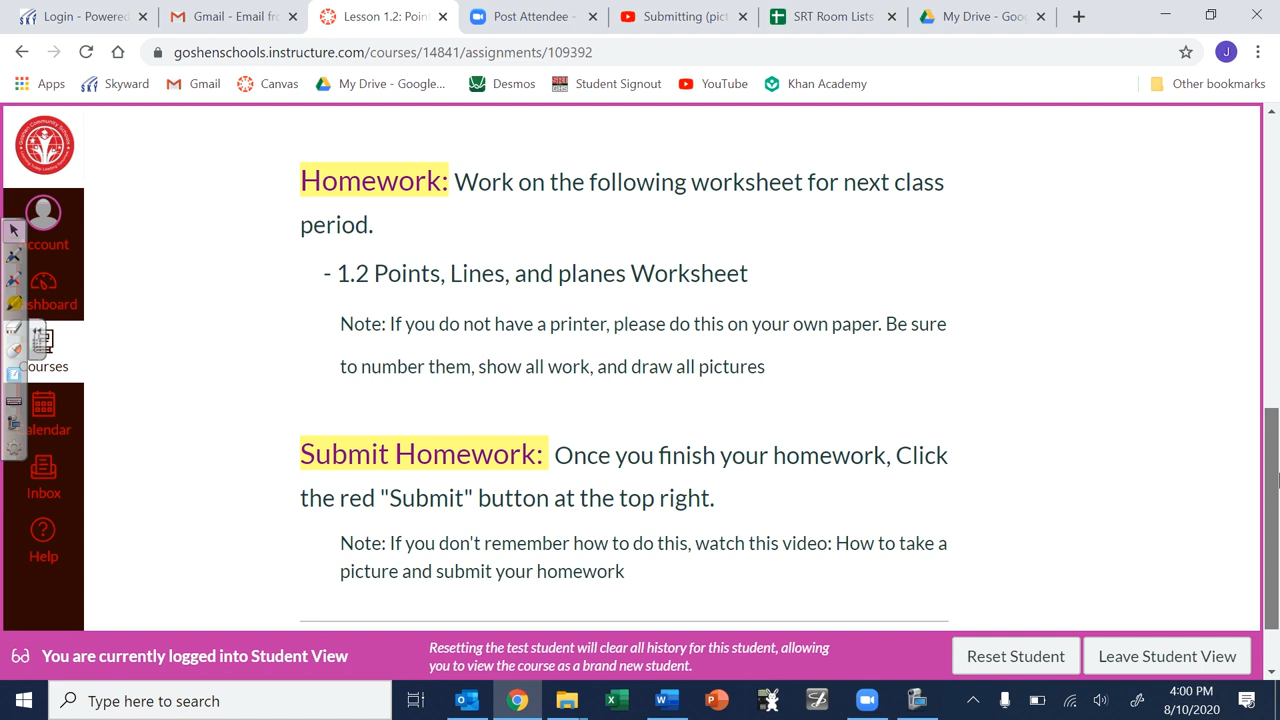 Login - Powered
Gmail - Email fro
Lesson 1.2: Poin
Post Attendee -
Submitting (pict
SRT Room Lists
My Drive - Goog
goshenschools.instructure.com/courses/14841/assignments/109392
J
Apps
Skyward
Gmail
Canvas
My Drive - Google...
Desmos
Student Signout
YouTube
Khan Academy
Other bookmarks
ccount
shboard
Courses
alendar
Inbox
Help
Homework: Work on the following worksheet for next class
period.
- 1.2 Points, Lines, and planes Worksheet
Note: If you do not have a printer, please do this on your own paper. Be sure
to number them, show all work, and draw all pictures
Submit Homework: Once you finish your homework, Click
the red "Submit" button at the top right.
Note: If you don't remember how to do this, watch this video: How to take a
picture and submit your homework
You are currently logged into Student View
Resetting the test student will clear all history for this student, allowing
you to view the course as a brand new student.
Reset Student
Leave Student View
Type here to search
4:00 PM
8/10/2020